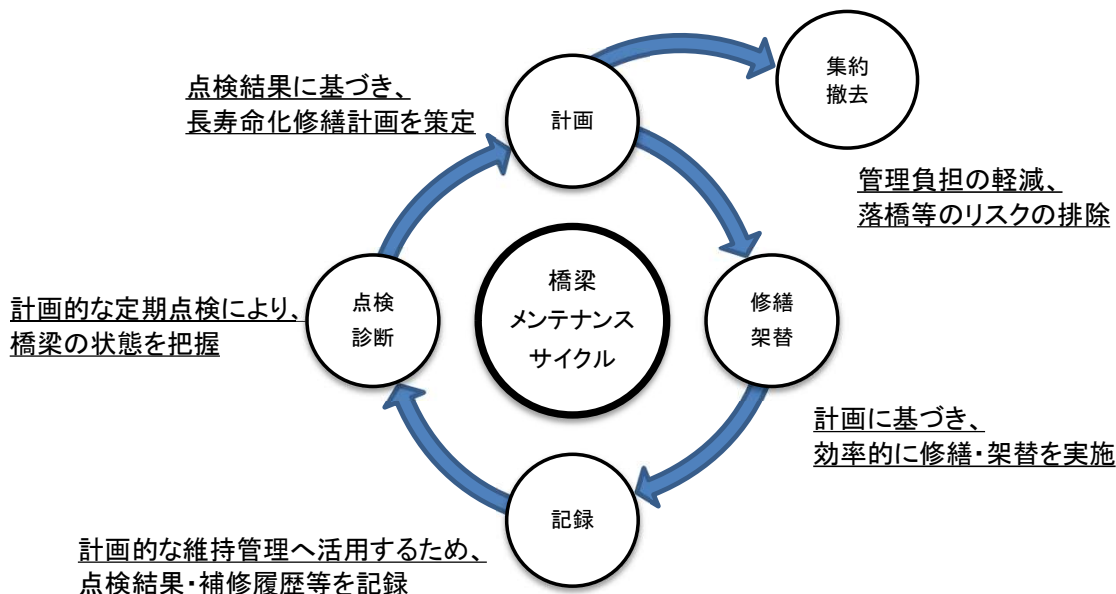 集約
撤去
点検結果に基づき、
長寿命化修繕計画を策定
計画
管理負担の軽減、
落橋等のリスクの排除
橋梁
メンテナンス
サイクル
点検
診断
修繕
架替
計画的な定期点検により、
橋梁の状態を把握
計画に基づき、
効率的に修繕・架替を実施
記録
計画的な維持管理へ活用するため、
点検結果・補修履歴等を記録